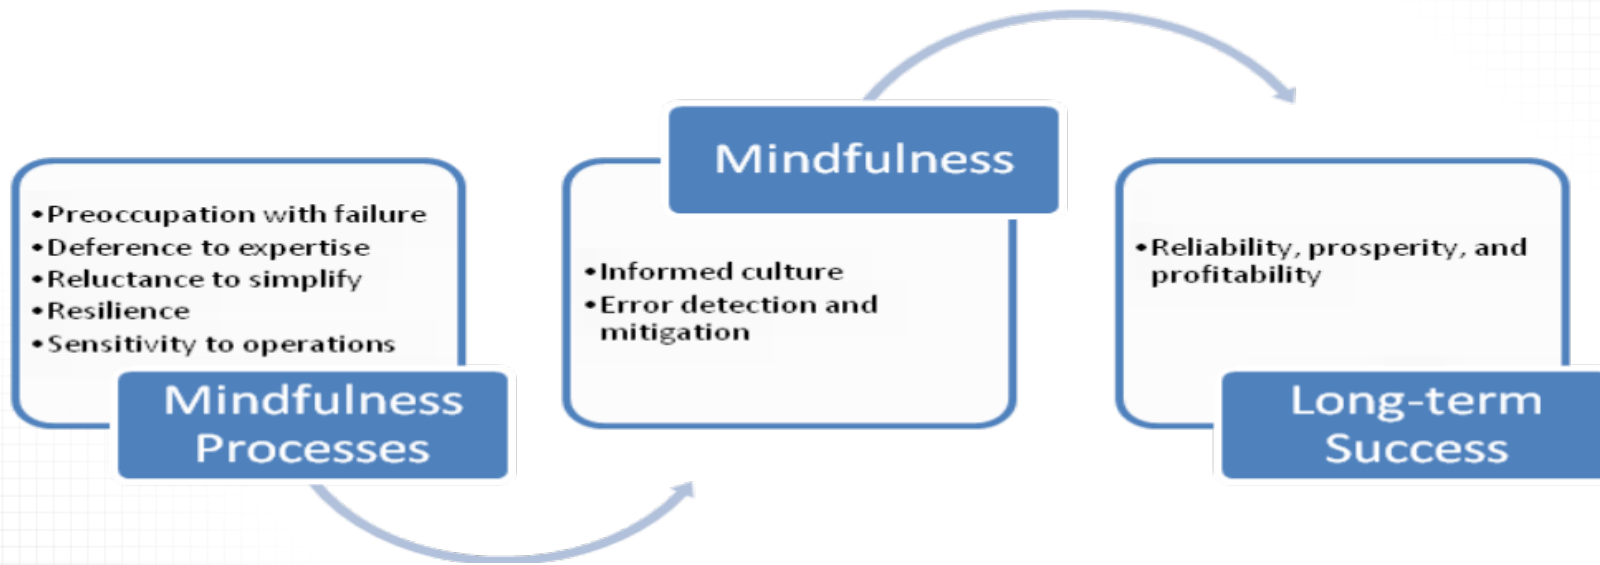 •Preoccupation with failure
•Deference to expertise
•Reluctance to simplify
•Resilience
•Sensitivity to operations
Mindfulness
Processes
Mindfulness
•Informed culture
•Error detection and
mitigation
•Reliability, prosperity, and
profitability
Long-term
Success